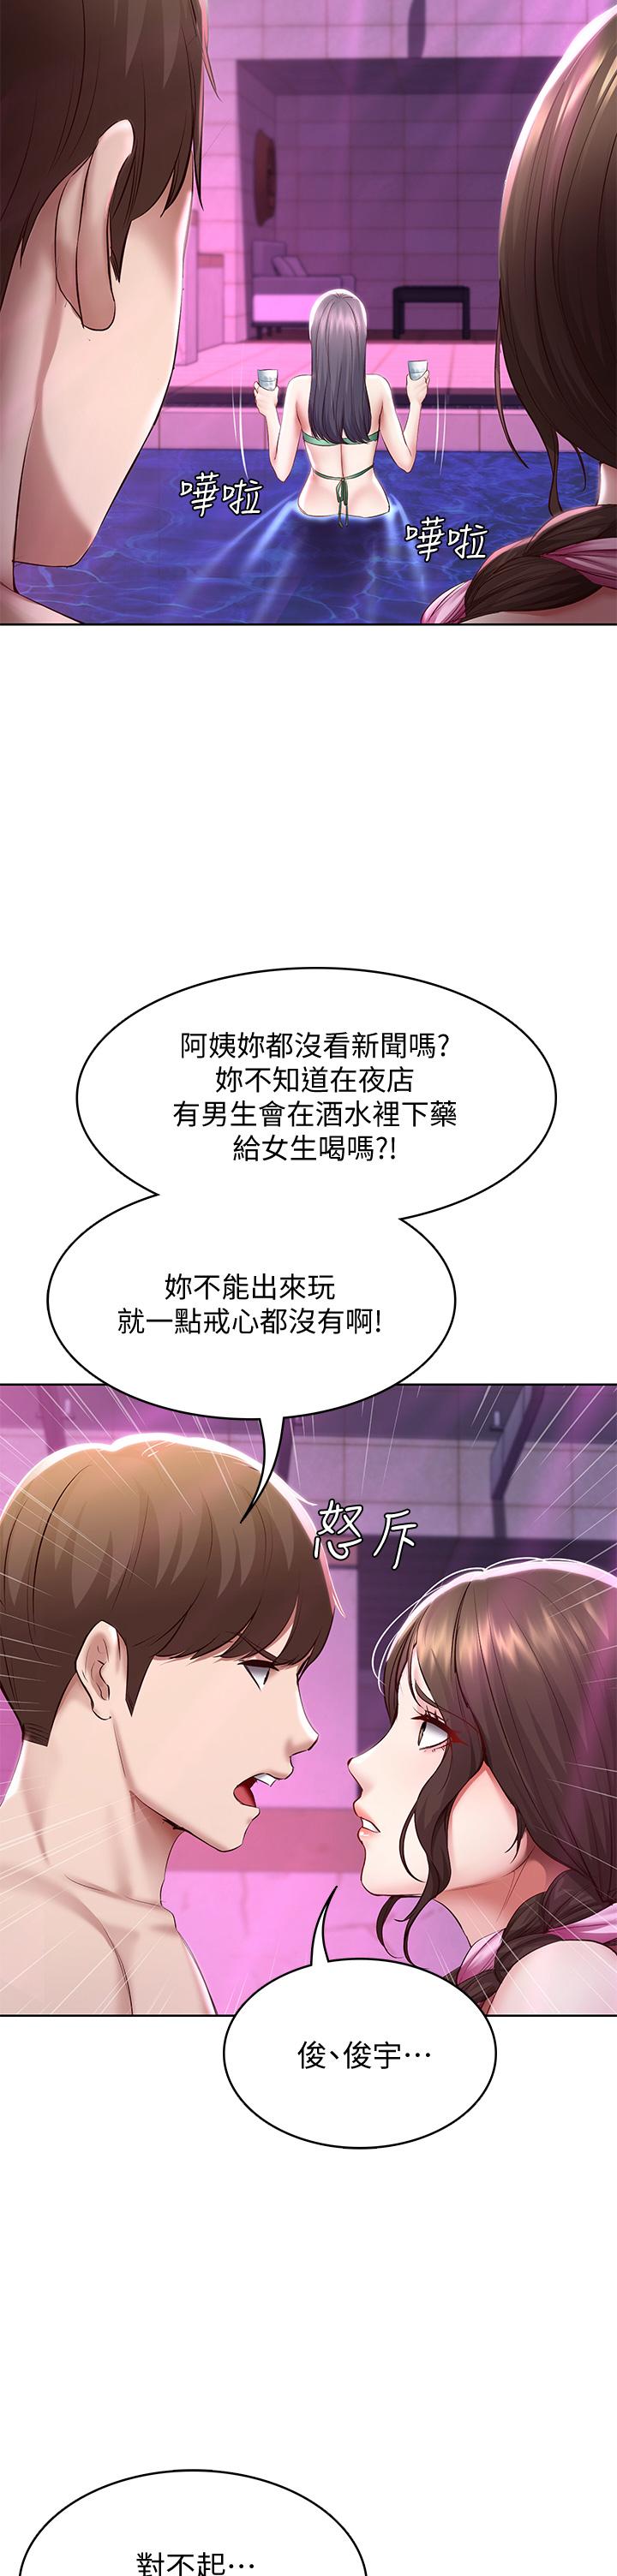 嘩啦
嘩啦
阿姨妳都沒看新聞嗎?
妳不知道在夜店
有男生會在酒水裡下藥
給女生喝嗎?!
妳不能出來玩
就一點戒心都沒有啊!
怒斥
俊、俊宇⋯
對不起⋯